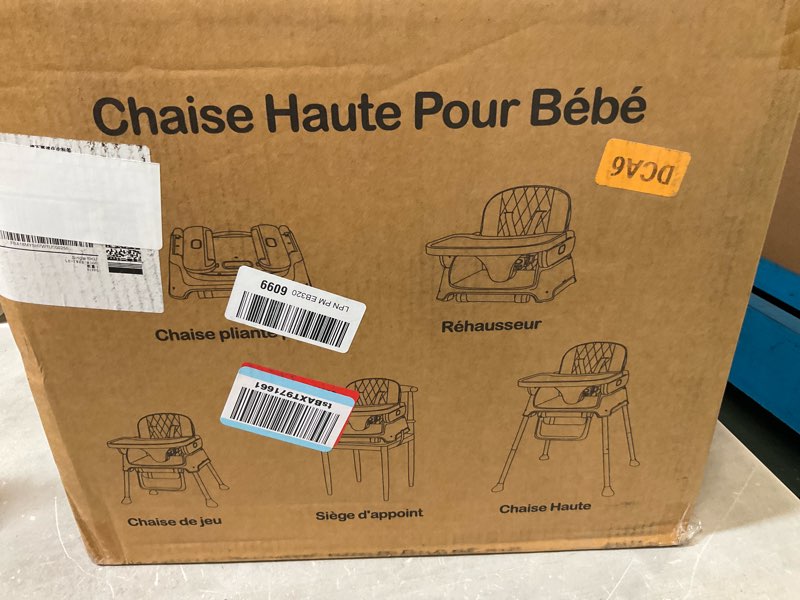 Chaise Haute Pour Bébé
DCA6
LPN PM EB320 6099
Chaise pliante
Réhausseur
tsBAXT971661
Chaise de jeu
Siège d'appoint
Chaise Haute